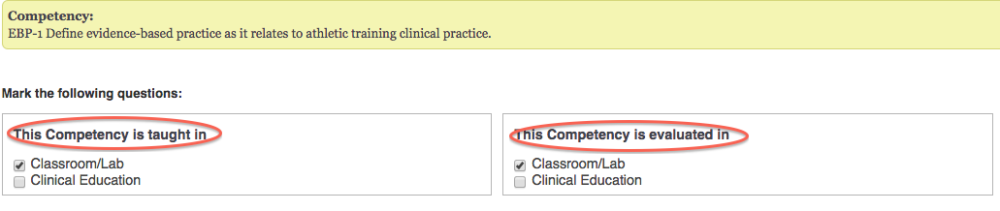 Competency:
EBP-1 Define evidence-based practice as it relates to athletic training clinical practice.
Mark the following questions:
This Competency is taught in
Classroom/Lab
Clinical Education
This Competency is evaluated in
Classroom/Lab
Clinical Education